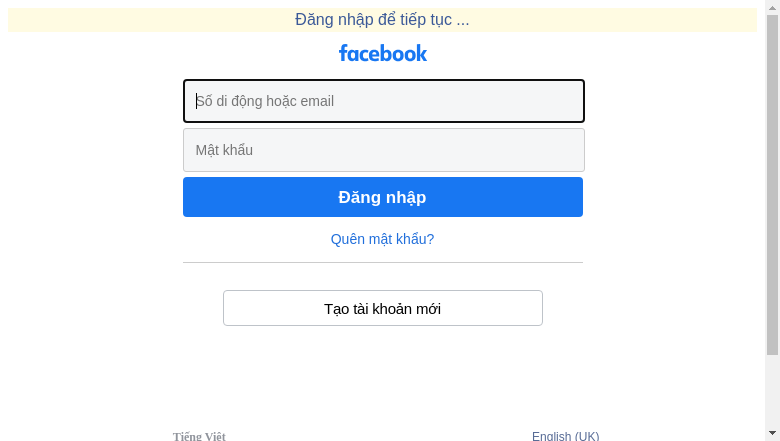 Đăng nhập để tiếp tục ...
facebook
Số di động hoặc email
Mật khẩu
Đăng nhập
Quên mật khẩu?
Tạo tài khoản mới
Tiếng Việt English (UK)